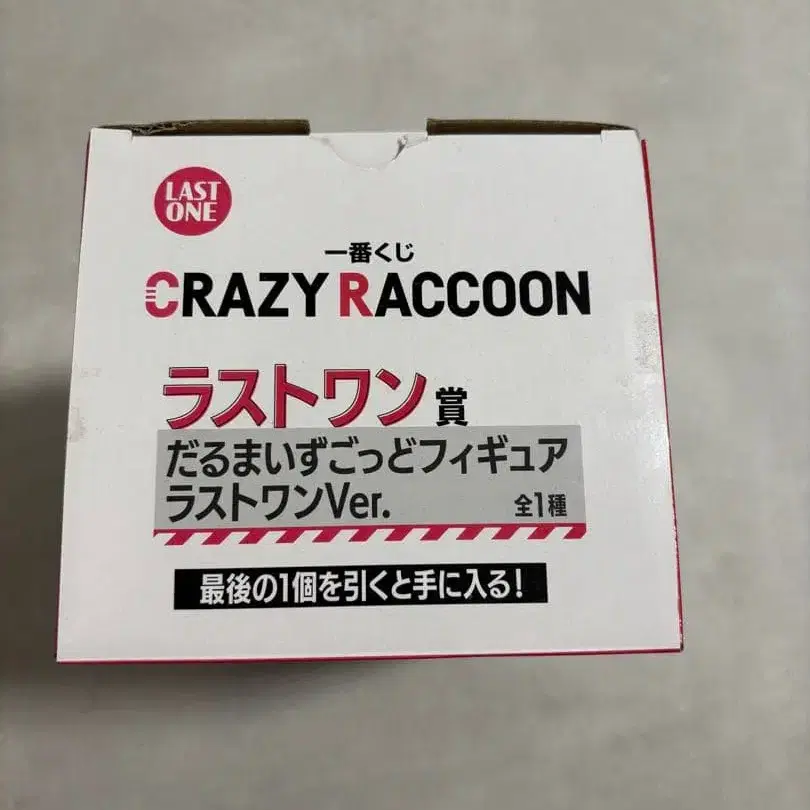 LAST
ONE
一番くじ
CRAZY RACCOON
ラストワン賞
だるまいずごっどフィギュア
ラストワンVer. 全1種
最後の1個を引くと手に入る!